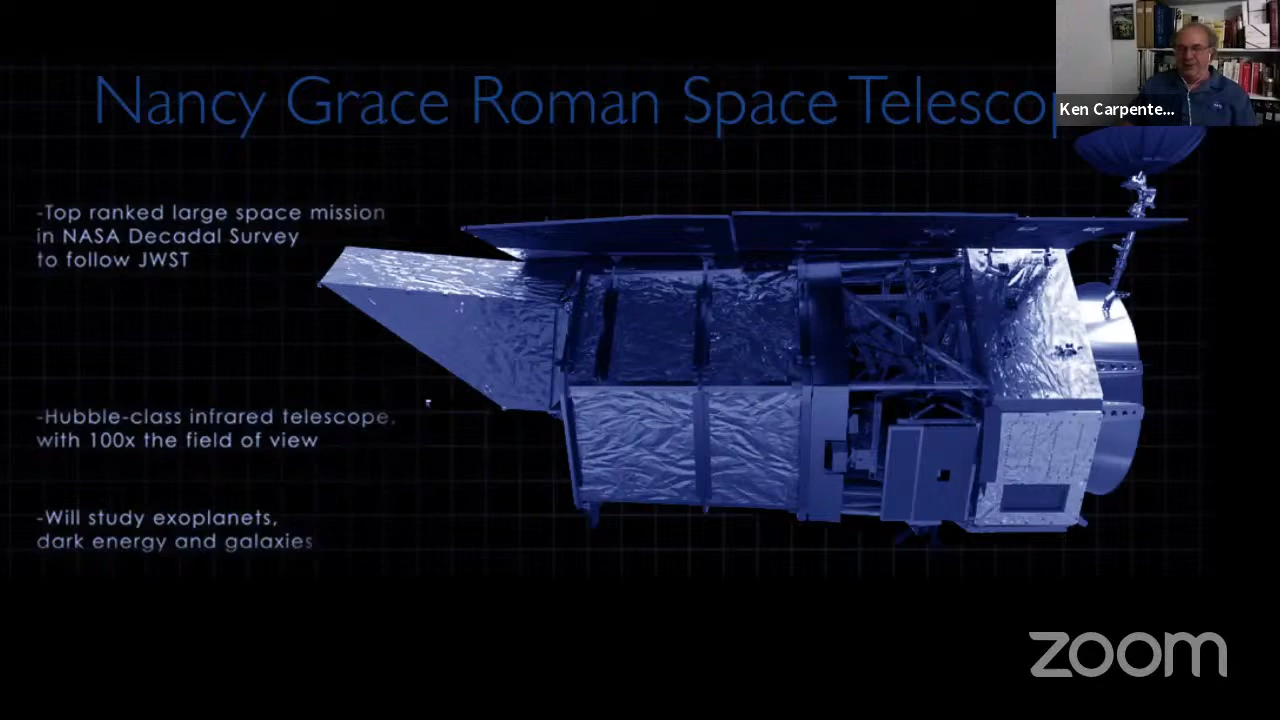 Nancy Grace Roman Space Telescop
Ken Carpente...
-Top ranked large space mission
in NASA Decadal Survey
to follow JWST
-Hubble-class infrared telescope,
with 100x the field of view
-Will study exoplanets,
dark energy and galaxies
zoom